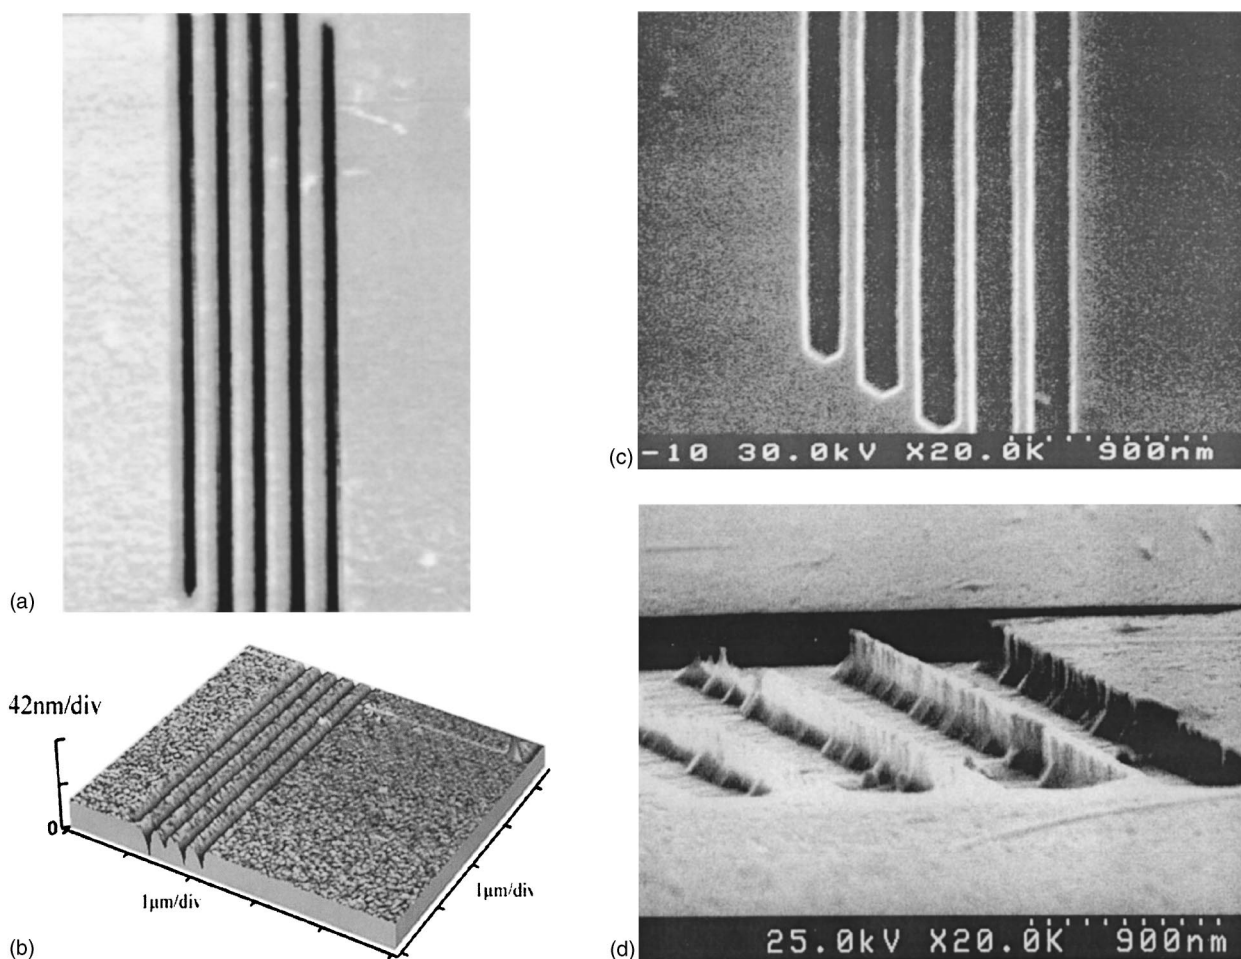 (a)
42nm/div
0
1μm/div
1μm/div
(b)
(c)
-10 30.0kV X20.0K 900nm
(d)
25.0kV X20.0K 900nm